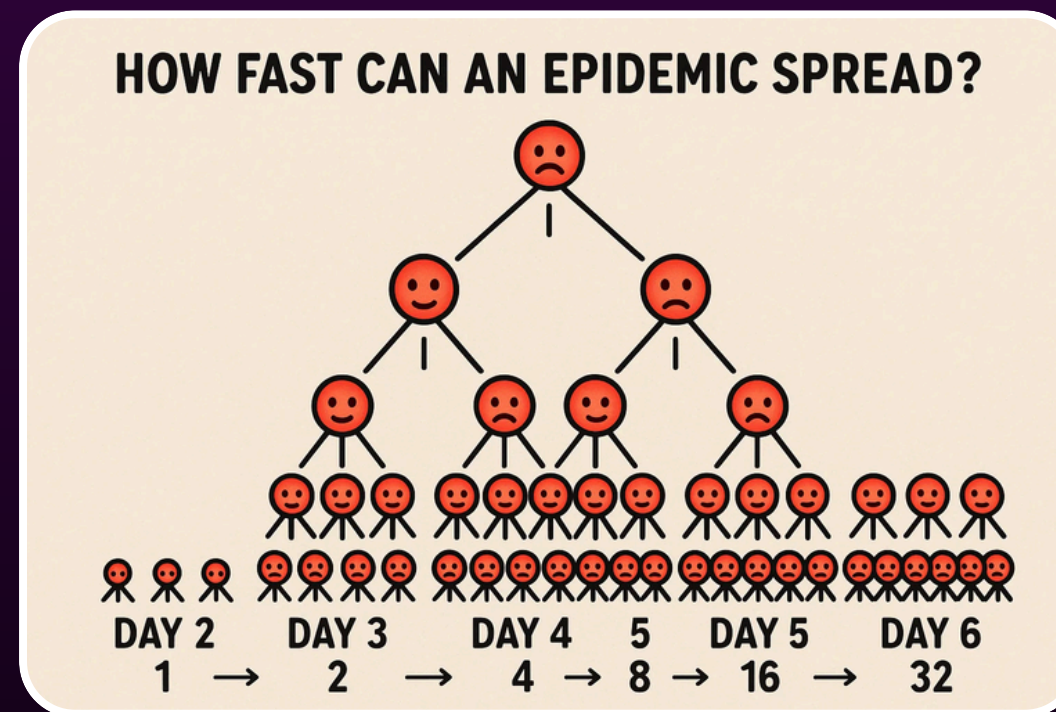 HOW FAST CAN AN EPIDEMIC SPREAD?
DAY 2 DAY 3 DAY 4 5 DAY 5 DAY 6
1 → 2 → 4 → 8 → 16 → 32